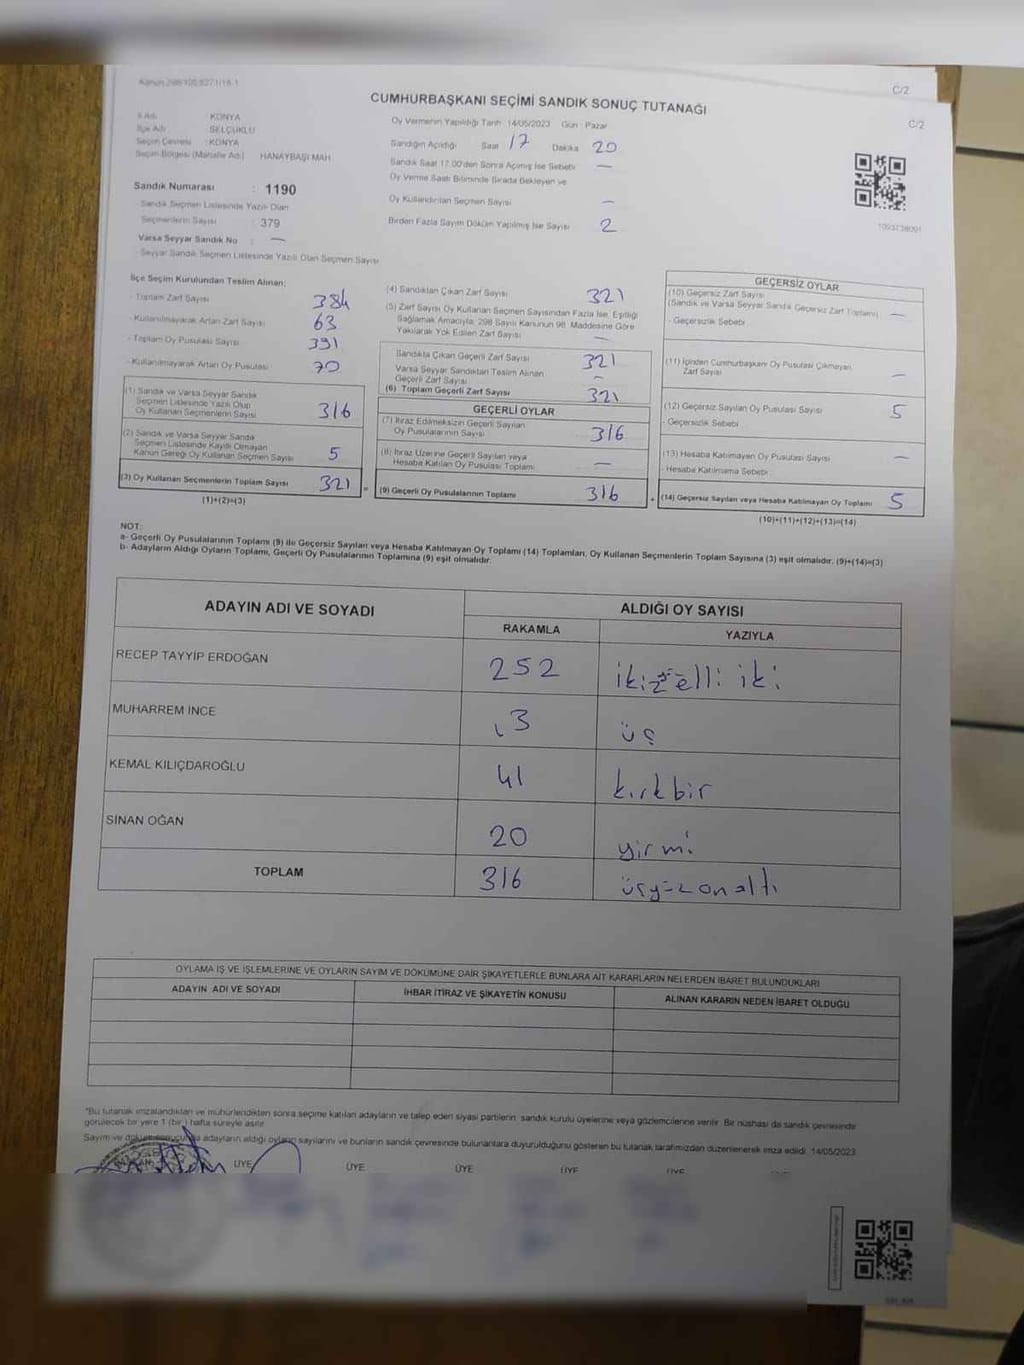 Kanun 298/105,6271/16-1
C/2
C/2
CUMHURBAŞKANI SEÇİMİ SANDIK SONUÇ TUTANAĞI
İl Adı : KONYA
İlçe Adı : SELÇUKLU
Seçim Çevresi : KONYA
Seçim Bölgesi (Mahalle Adı) : HANAYBAŞI MAH.
Sandık Numarası : 1190
- Sandık Seçmen Listesinde Yazılı Olan
Seçmenlerin Sayısı : 379
Varsa Seyyar Sandık No : —
- Seyyar Sandık Seçmen Listesinde Yazılı Olan Seçmen Sayısı
Oy Vermenin Yapıldığı Tarih 14/05/2023 Gün : Pazar
Sandığın Açıldığı Saat 17 Dakika 20
Sandık Saat 17.00'den Sonra Açılmış İse Sebebi —
Oy Verme Saati Bitiminde Sırada Bekleyen ve
Oy Kullandırılan Seçmen Sayısı —
Birden Fazla Sayım Döküm Yapılmış İse Sayısı 2
İlçe Seçim Kurulundan Teslim Alınan;
- Toplam Zarf Sayısı 384
- Kullanılmayarak Artan Zarf Sayısı 63
- Toplam Oy Pusulası Sayısı 391
- Kullanılmayarak Artan Oy Pusulası 70
(1) Sandık ve Varsa Seyyar Sandık
Seçmen Listesinde Yazılı Olup
Oy Kullanan Seçmenlerin Sayısı 316
(2) Sandık ve Varsa Seyyar Sandık
Seçmen Listesinde Kayıtlı Olmayan
Kanun Gereği Oy Kullanan Seçmen Sayısı 5
(3) Oy Kullanan Seçmenlerin Toplam Sayısı 321
(1)+(2)=(3)
(4) Sandıktan Çıkan Zarf Sayısı 321
(5) Zarf Sayısı Oy Kullanan Seçmen Sayısından Fazla İse, Eşitliği
Sağlamak Amacıyla, 298 Sayılı Kanunun 98. Maddesine Göre
Yakılarak Yok Edilen Zarf Sayısı —
Sandıkta Çıkan Geçerli Zarf Sayısı 321
Varsa Seyyar Sandıktan Teslim Alınan
Geçerli Zarf Sayısı —
(6) Toplam Geçerli Zarf Sayısı 321
GEÇERLİ OYLAR
(7) İtiraz Edilmeksizin Geçerli Sayılan
Oy Pusulalarının Sayısı 316
(8) İtiraz Üzerine Geçerli Sayılan veya
Hesaba Katılan Oy Pusulası Toplamı —
= (9) Geçerli Oy Pusulalarının Toplamı 316
GEÇERSİZ OYLAR
(10) Geçersiz Zarf Sayısı
(Sandık ve Varsa Seyyar Sandık Geçersiz Zarf Toplamı) —
- Geçersizlik Sebebi
(11) İçinden Cumhurbaşkanı Oy Pusulası Çıkmayan
Zarf Sayısı —
(12) Geçersiz Sayılan Oy Pusulası Sayısı 5
- Geçersizlik Sebebi
(13) Hesaba Katılmayan Oy Pusulası Sayısı —
- Hesaba Katılmama Sebebi
+ (14) Geçersiz Sayılan veya Hesaba Katılmayan Oy Toplamı 5
(10)+(11)+(12)+(13)=(14)
NOT:
a- Geçerli Oy Pusulalarının Toplamı (9) ile Geçersiz Sayılan veya Hesaba Katılmayan Oy Toplamı (14) Toplamları, Oy Kullanan Seçmenlerin Toplam Sayısına (3) eşit olmalıdır. (9)+(14)=(3)
b- Adayların Aldığı Oyların Toplamı, Geçerli Oy Pusulalarının Toplamına (9) eşit olmalıdır.
ADAYIN ADI VE SOYADI ALDIĞI OY SAYISI
RAKAMLA YAZIYLA
RECEP TAYYİP ERDOĞAN 252 ikizelli iki
MUHARREM İNCE 3 üç
KEMAL KILIÇDAROĞLU 41 kırkbir
SİNAN OĞAN 20 yirmi
TOPLAM 316 üçyüzonaltı
OYLAMA İŞ VE İŞLEMLERİNE VE OYLARIN SAYIM VE DÖKÜMÜNE DAİR ŞİKAYETLERLE BUNLARA AİT KARARLARIN NELERDEN İBARET BULUNDUKLARI
ADAYIN ADI VE SOYADI İHBAR İTİRAZ VE ŞİKAYETİN KONUSU ALINAN KARARIN NEDEN İBARET OLDUĞU
*Bu tutanak imzalandıktan ve mühürlendikten sonra seçime katılan adayların ve talep eden siyasi partilerin sandık kurulu üyelerine veya gözlemcilerine verilir. Bir nüshası da sandık çevresinde
görülecek bir yere 1 (bir) hafta süreyle asılır.
Sayım ve döküm sonucunda adayların aldığı oyların sayılarını ve bunların sandık çevresinde bulunanlara duyurulduğunu gösteren bu tutanak tarafımızdan düzenlenerek imza edildi. 14/05/2023
ÜYE ÜYE ÜYE ÜYE ÜYE